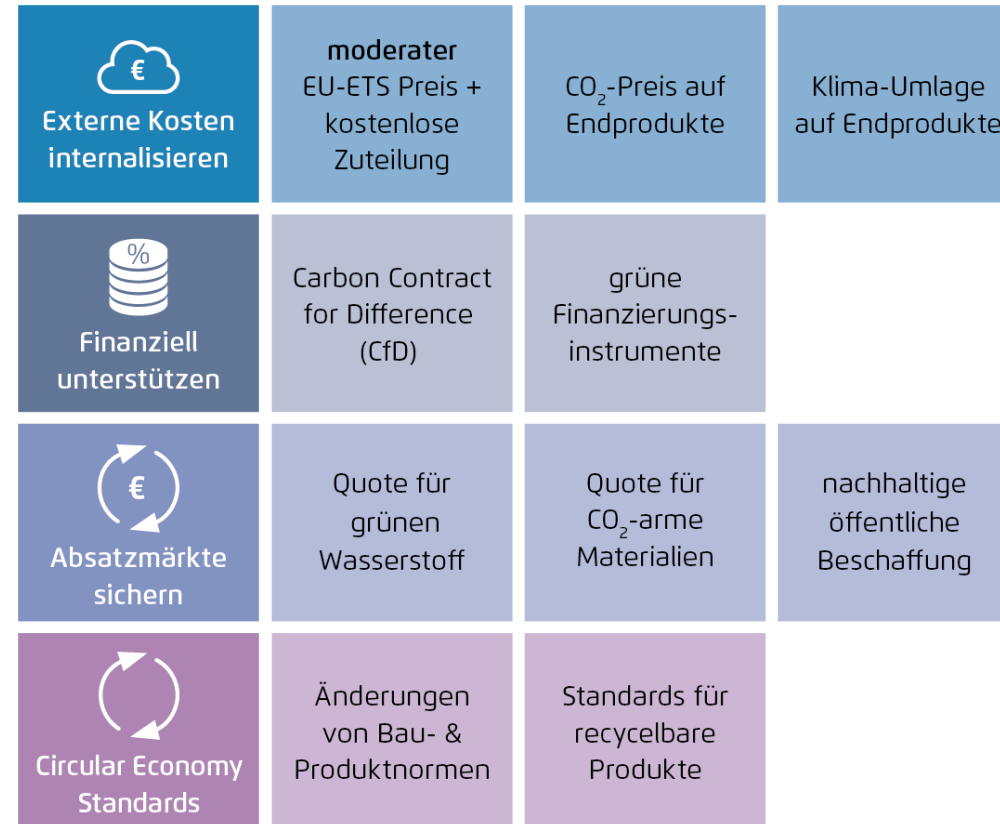 €
Externe Kosten
internalisieren
moderater
EU-ETS Preis +
kostenlose
Zuteilung
CO₂-Preis auf
Endprodukte
Klima-Umlage
auf Endprodukte
%
Finanziell
unterstützen
Carbon Contract
for Difference
(CfD)
grüne
Finanzierungs-
instrumente
€
Absatzmärkte
sichern
Quote für
grünen
Wasserstoff
Quote für
CO₂-arme
Materialien
nachhaltige
öffentliche
Beschaffung
Circular Economy
Standards
Änderungen
von Bau- &
Produktnormen
Standards für
recycelbare
Produkte